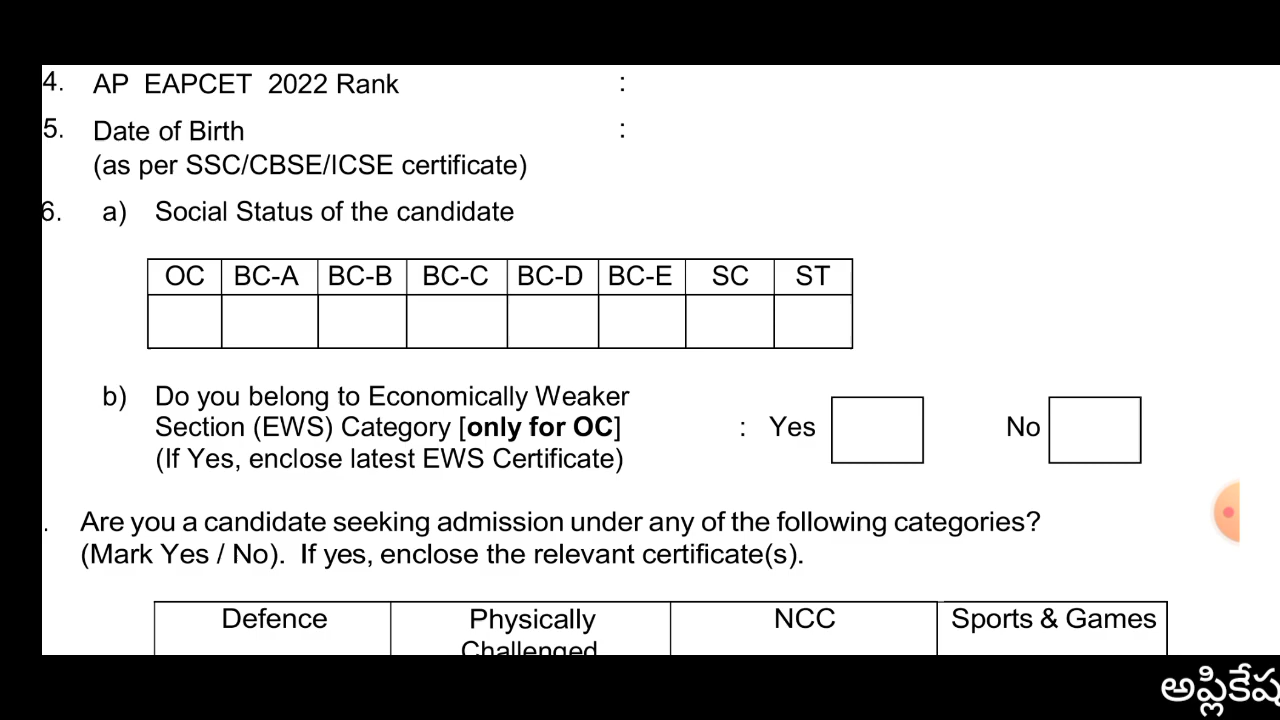 4. AP EAPCET 2022 Rank :
5. Date of Birth :
(as per SSC/CBSE/ICSE certificate)
6. a) Social Status of the candidate
OC BC-A BC-B BC-C BC-D BC-E SC ST
b) Do you belong to Economically Weaker
Section (EWS) Category [only for OC] : Yes No
(If Yes, enclose latest EWS Certificate)
. Are you a candidate seeking admission under any of the following categories?
(Mark Yes / No). If yes, enclose the relevant certificate(s).
Defence Physically NCC Sports & Games
Challenged